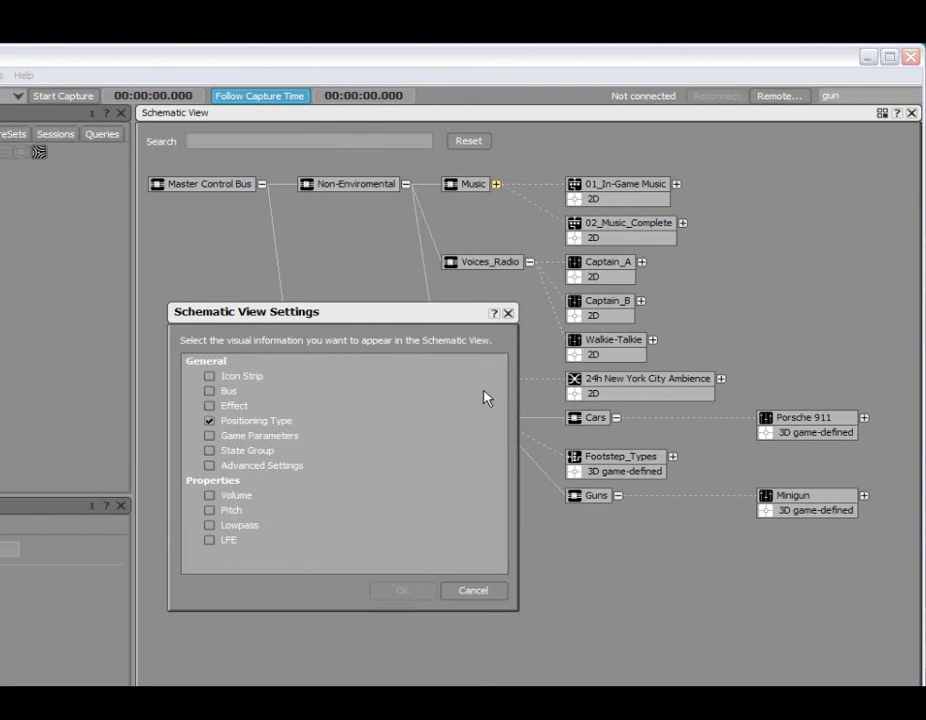 Help
Start Capture 00:00:00.000 Follow Capture Time 00:00:00.000 Not connected Reconnect Remote... gun
1 ? Schematic View ?
Sessions Queries
Search Reset
Master Control Bus Non-Enviromental Music 01_In-Game Music
2D
02_Music_Complete
2D
Voices_Radio Captain_A
2D
Captain_B
2D
Walkie-Talkie
2D
24h New York City Ambience
2D
Cars Porsche 911
3D game-defined
Footstep_Types
3D game-defined
Guns Minigun
3D game-defined
1 ?
Schematic View Settings ?
Select the visual information you want to appear in the Schematic View.
General
Icon Strip
Bus
Effect
Positioning Type
Game Parameters
State Group
Advanced Settings
Properties
Volume
Pitch
Lowpass
LFE
OK Cancel